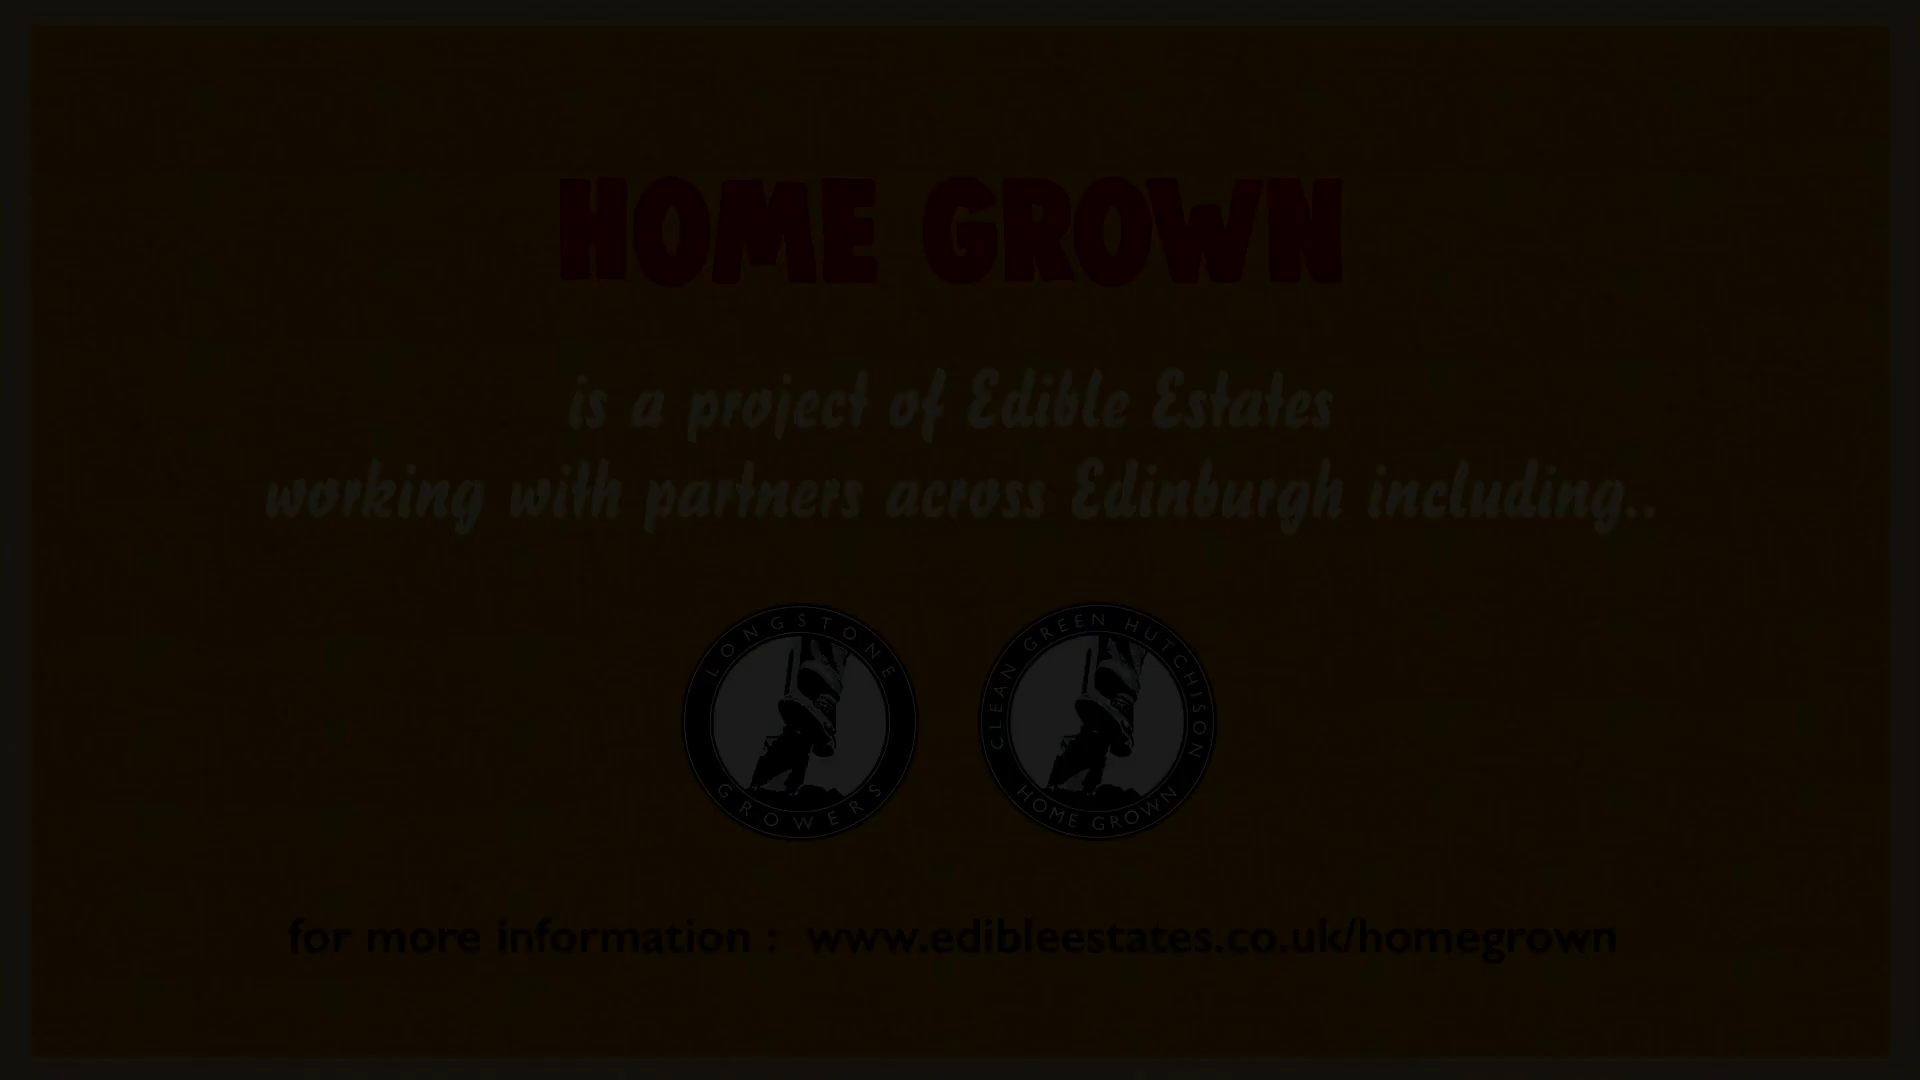 HOME GROWN
is a project of Edible Estates
working with partners across Edinburgh including..
LONGSTONE GROWERS
CLEAN GREEN HUTCHISON HOME GROWN
for more information : www.edibleestates.co.uk/homegrown